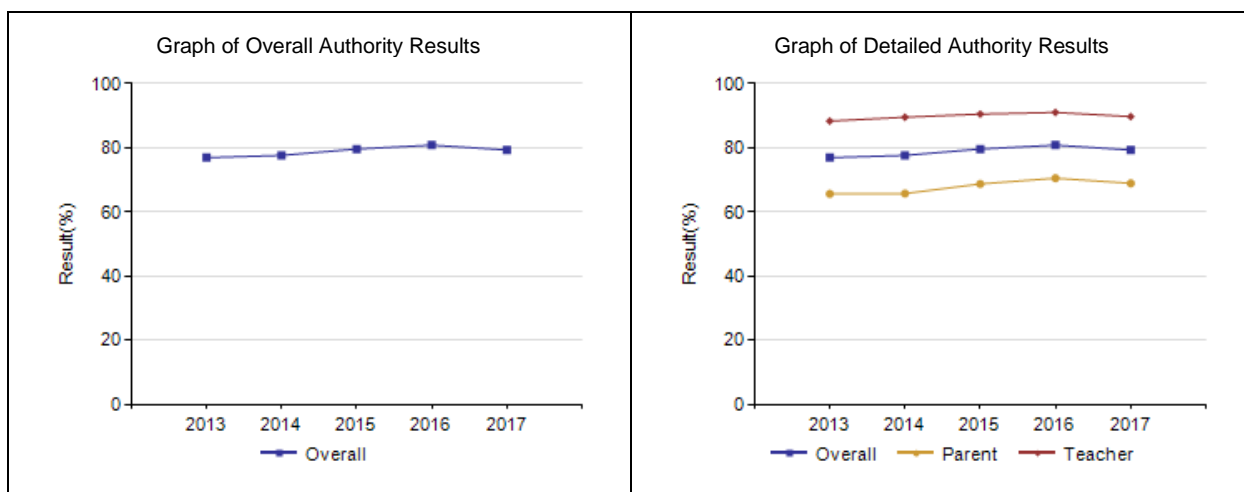 Graph of Overall Authority Results
Result(%)
100
80
60
40
20
0
2013 2014 2015 2016 2017
Overall
Graph of Detailed Authority Results
Result(%)
100
80
60
40
20
0
2013 2014 2015 2016 2017
Overall Parent Teacher